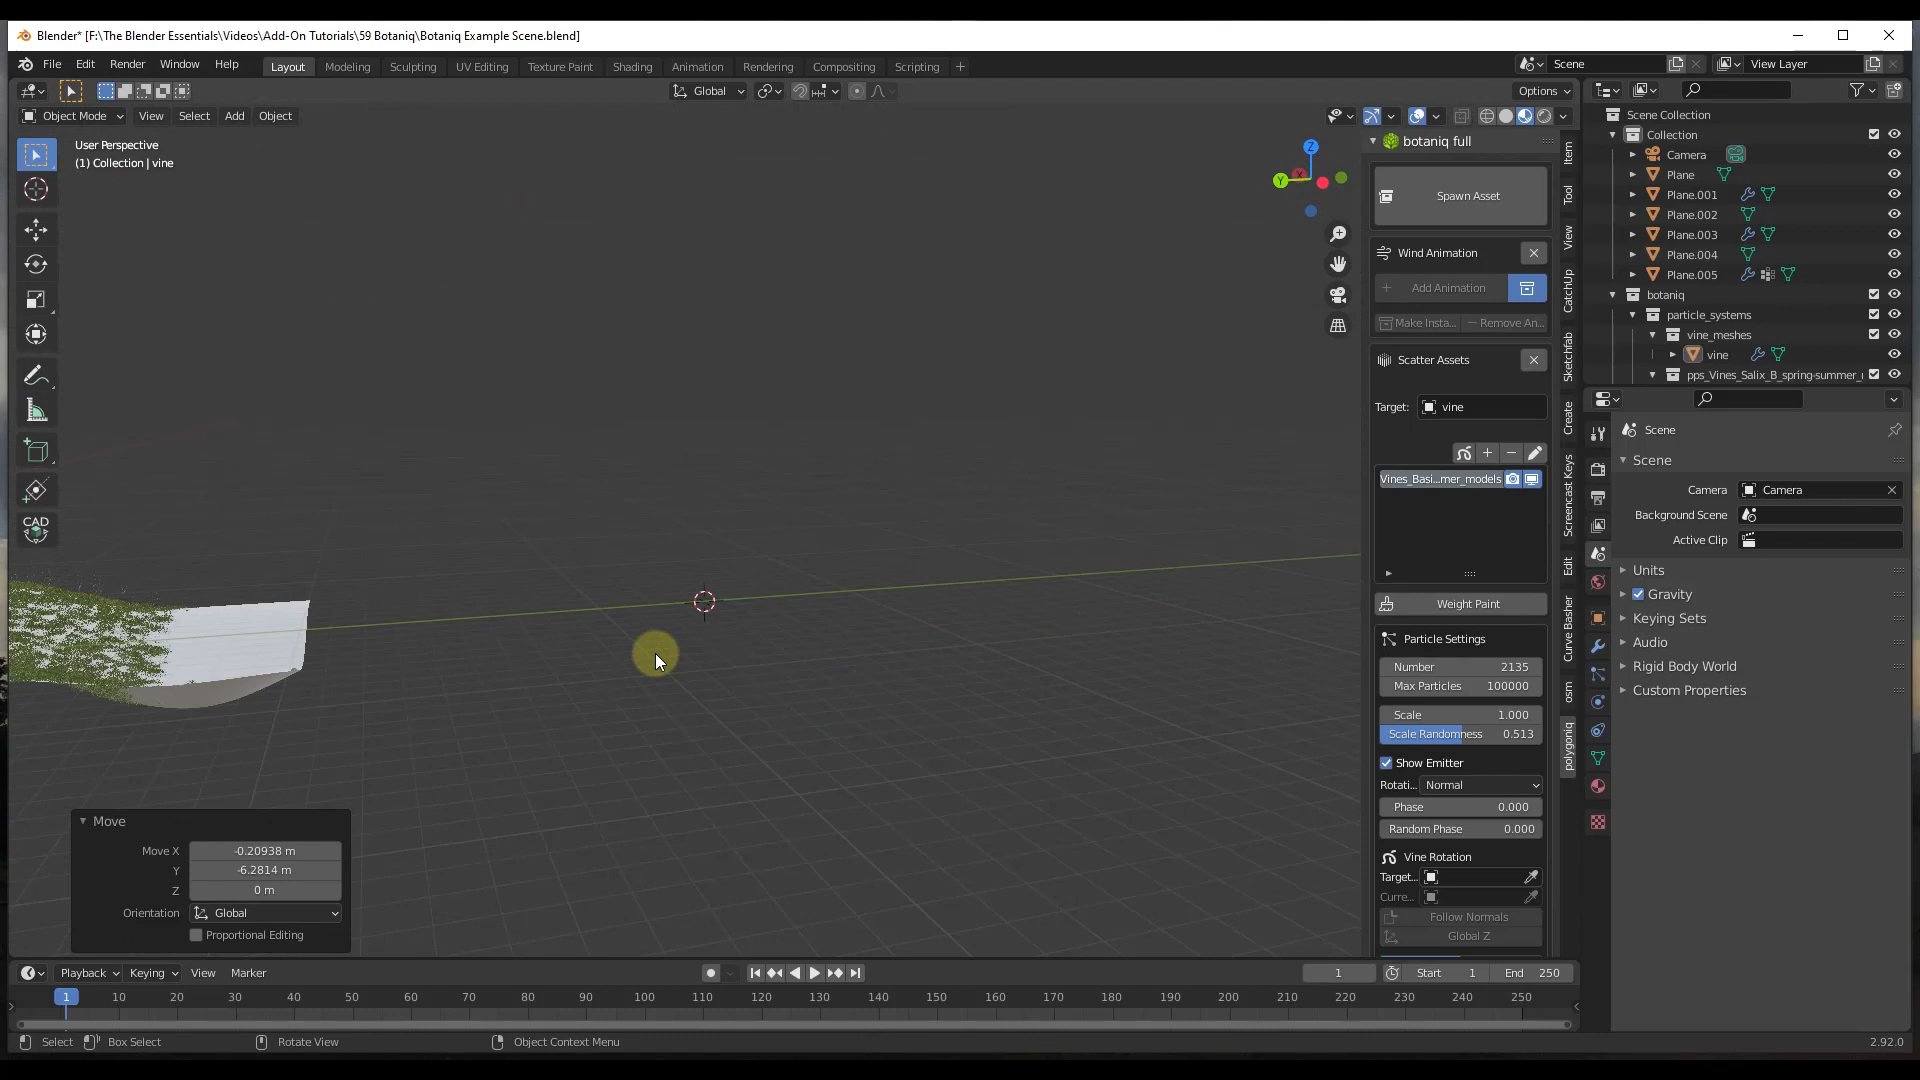 Blender* [F:\The Blender Essentials\Videos\Add-On Tutorials\59 Botaniq\Botaniq Example Scene.blend]
File Edit Render Window Help Layout Modeling Sculpting UV Editing Texture Paint Shading Animation Rendering Compositing Scripting + Scene View Layer
Global Options
Object Mode View Select Add Object
User Perspective
(1) Collection | vine
Z
X
Y
CAD
botaniq full
Spawn Asset
Wind Animation
Add Animation
Make Insta... Remove An...
Scatter Assets
Target: vine
Vines_Basi...mer_models
Weight Paint
Particle Settings
Number 2135
Max Particles 100000
Scale 1.000
Scale Randomness 0.513
Show Emitter
Rotati... Normal
Phase 0.000
Random Phase 0.000
Vine Rotation
Target...
Curre...
Follow Normals
Global Z
Item
Tool
View
CatchUp
Sketchfab
Create
Screencast Keys
Edit
Curve Basher
osm
polygoniq
Scene Collection
Collection
Camera
Plane
Plane.001
Plane.002
Plane.003
Plane.004
Plane.005
botaniq
particle_systems
vine_meshes
vine
pps_Vines_Salix_B_spring-summer_
Scene
Scene
Camera Camera
Background Scene
Active Clip
Units
Gravity
Keying Sets
Audio
Rigid Body World
Custom Properties
Move
Move X -0.20938 m
Y -6.2814 m
Z 0 m
Orientation Global
Proportional Editing
Playback Keying View Marker 1 Start 1 End 250
1 10 20 30 40 50 60 70 80 90 100 110 120 130 140 150 160 170 180 190 200 210 220 230 240 250
Select Box Select Rotate View Object Context Menu 2.92.0